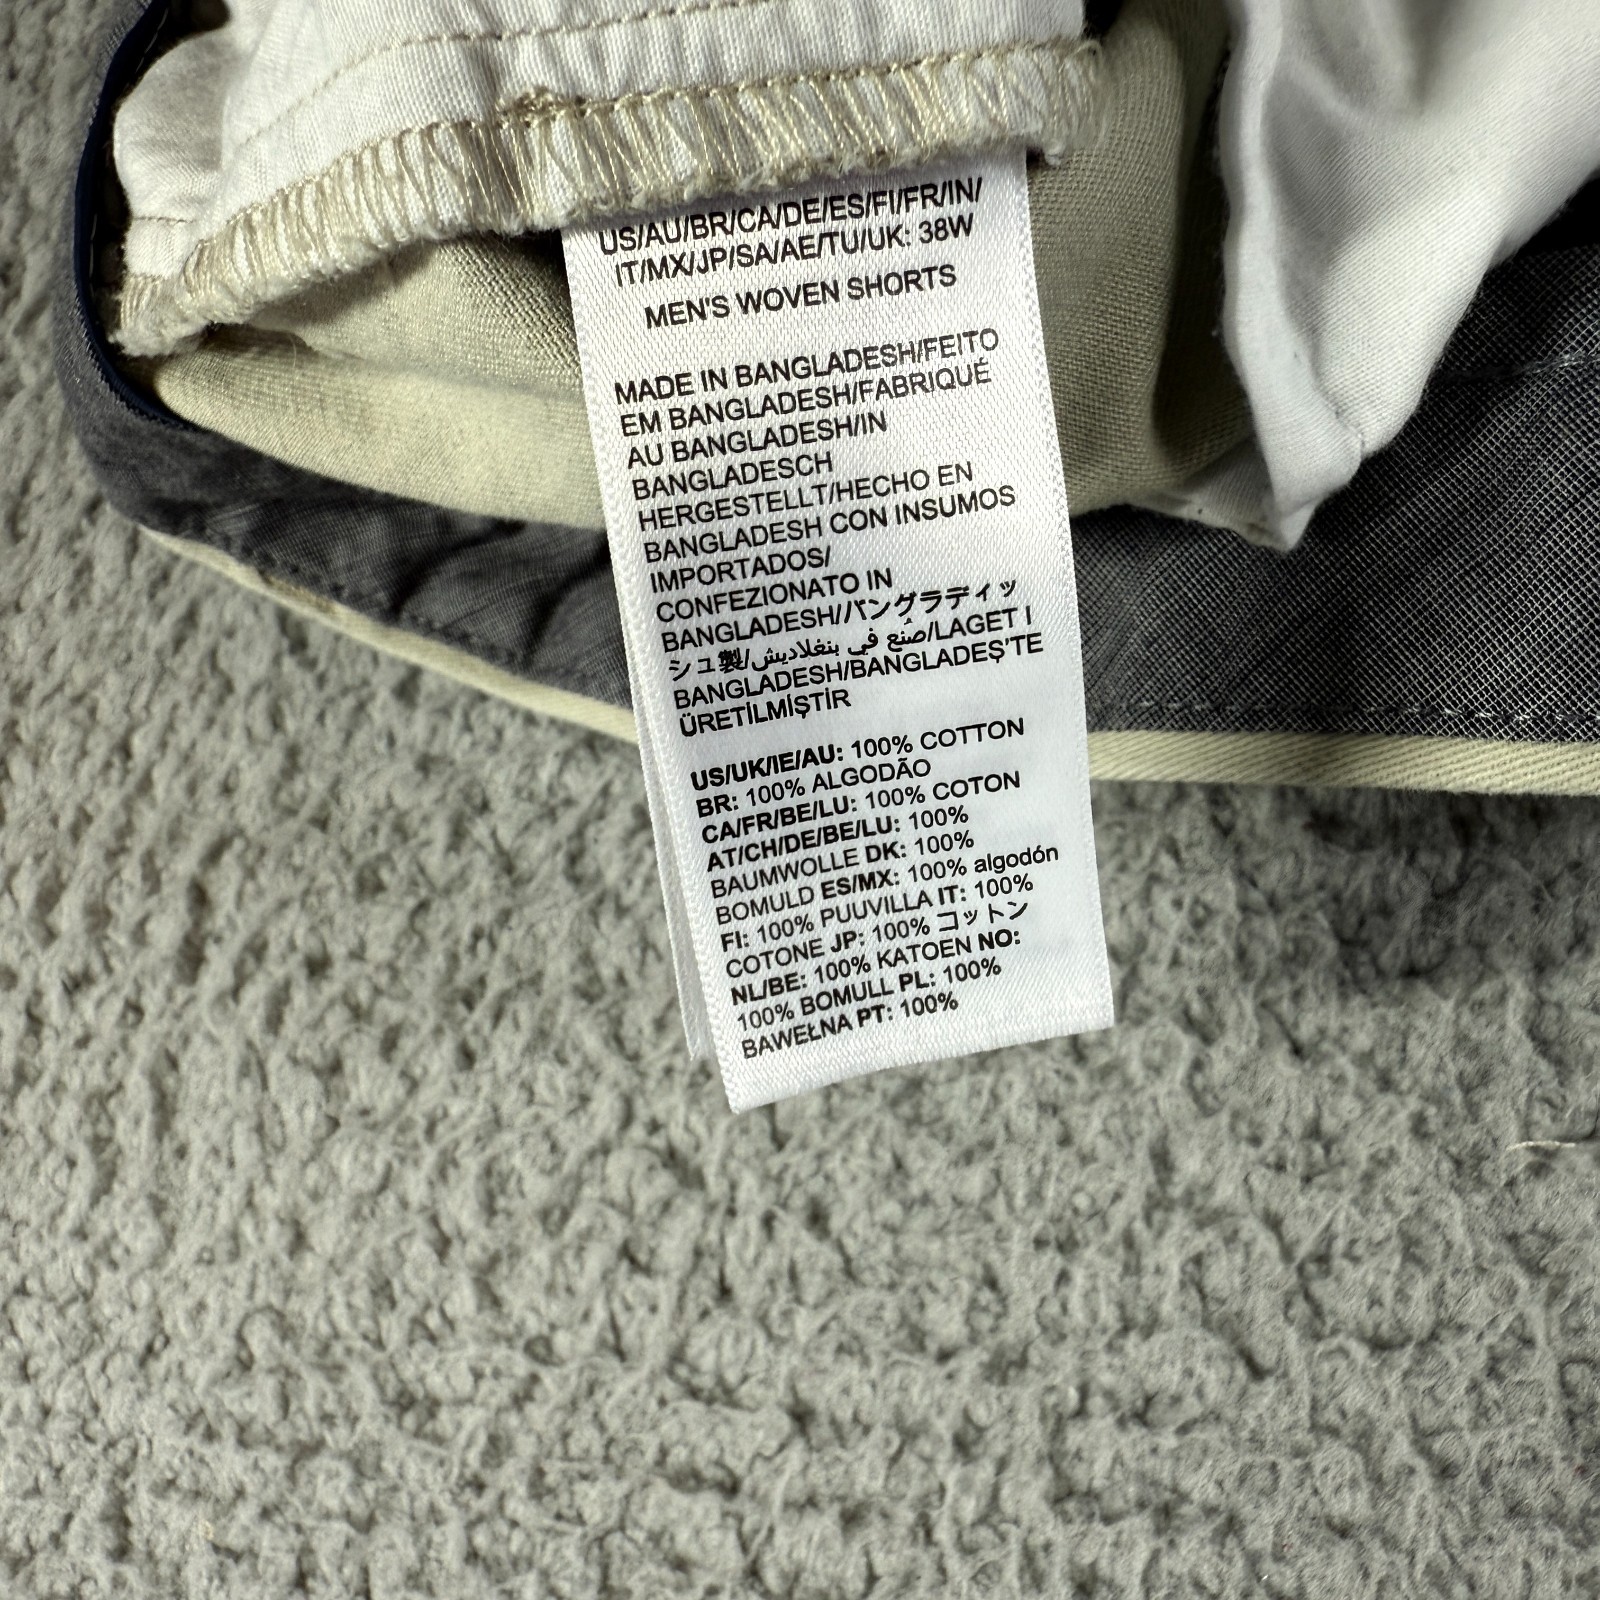 US/AU/BR/CA/DE/ES/FI/FR/IN/
IT/MX/JP/SA/AE/TU/UK: 38W
MEN'S WOVEN SHORTS
MADE IN BANGLADESH/FEITO
EM BANGLADESH/FABRIQUÉ
AU BANGLADESH/IN
BANGLADESCH
HERGESTELLT/HECHO EN
BANGLADESH CON INSUMOS
IMPORTADOS/
CONFEZIONATO IN
BANGLADESH//バングラディッ
シュ製/صُنع في بنغلاديش/LAGET I
BANGLADESH/BANGLADEŞ'TE
ÜRETİLMİŞTİR
US/UK/IE/AU: 100% COTTON
BR: 100% ALGODÃO
CA/FR/BE/LU: 100% COTON
AT/CH/DE/BE/LU: 100%
BAUMWOLLE DK: 100%
BOMULD ES/MX: 100% algodón
FI: 100% PUUVILLA IT: 100%
COTONE JP: 100% コットン
NL/BE: 100% KATOEN NO:
100% BOMULL PL: 100%
BAWEŁNA PT: 100%